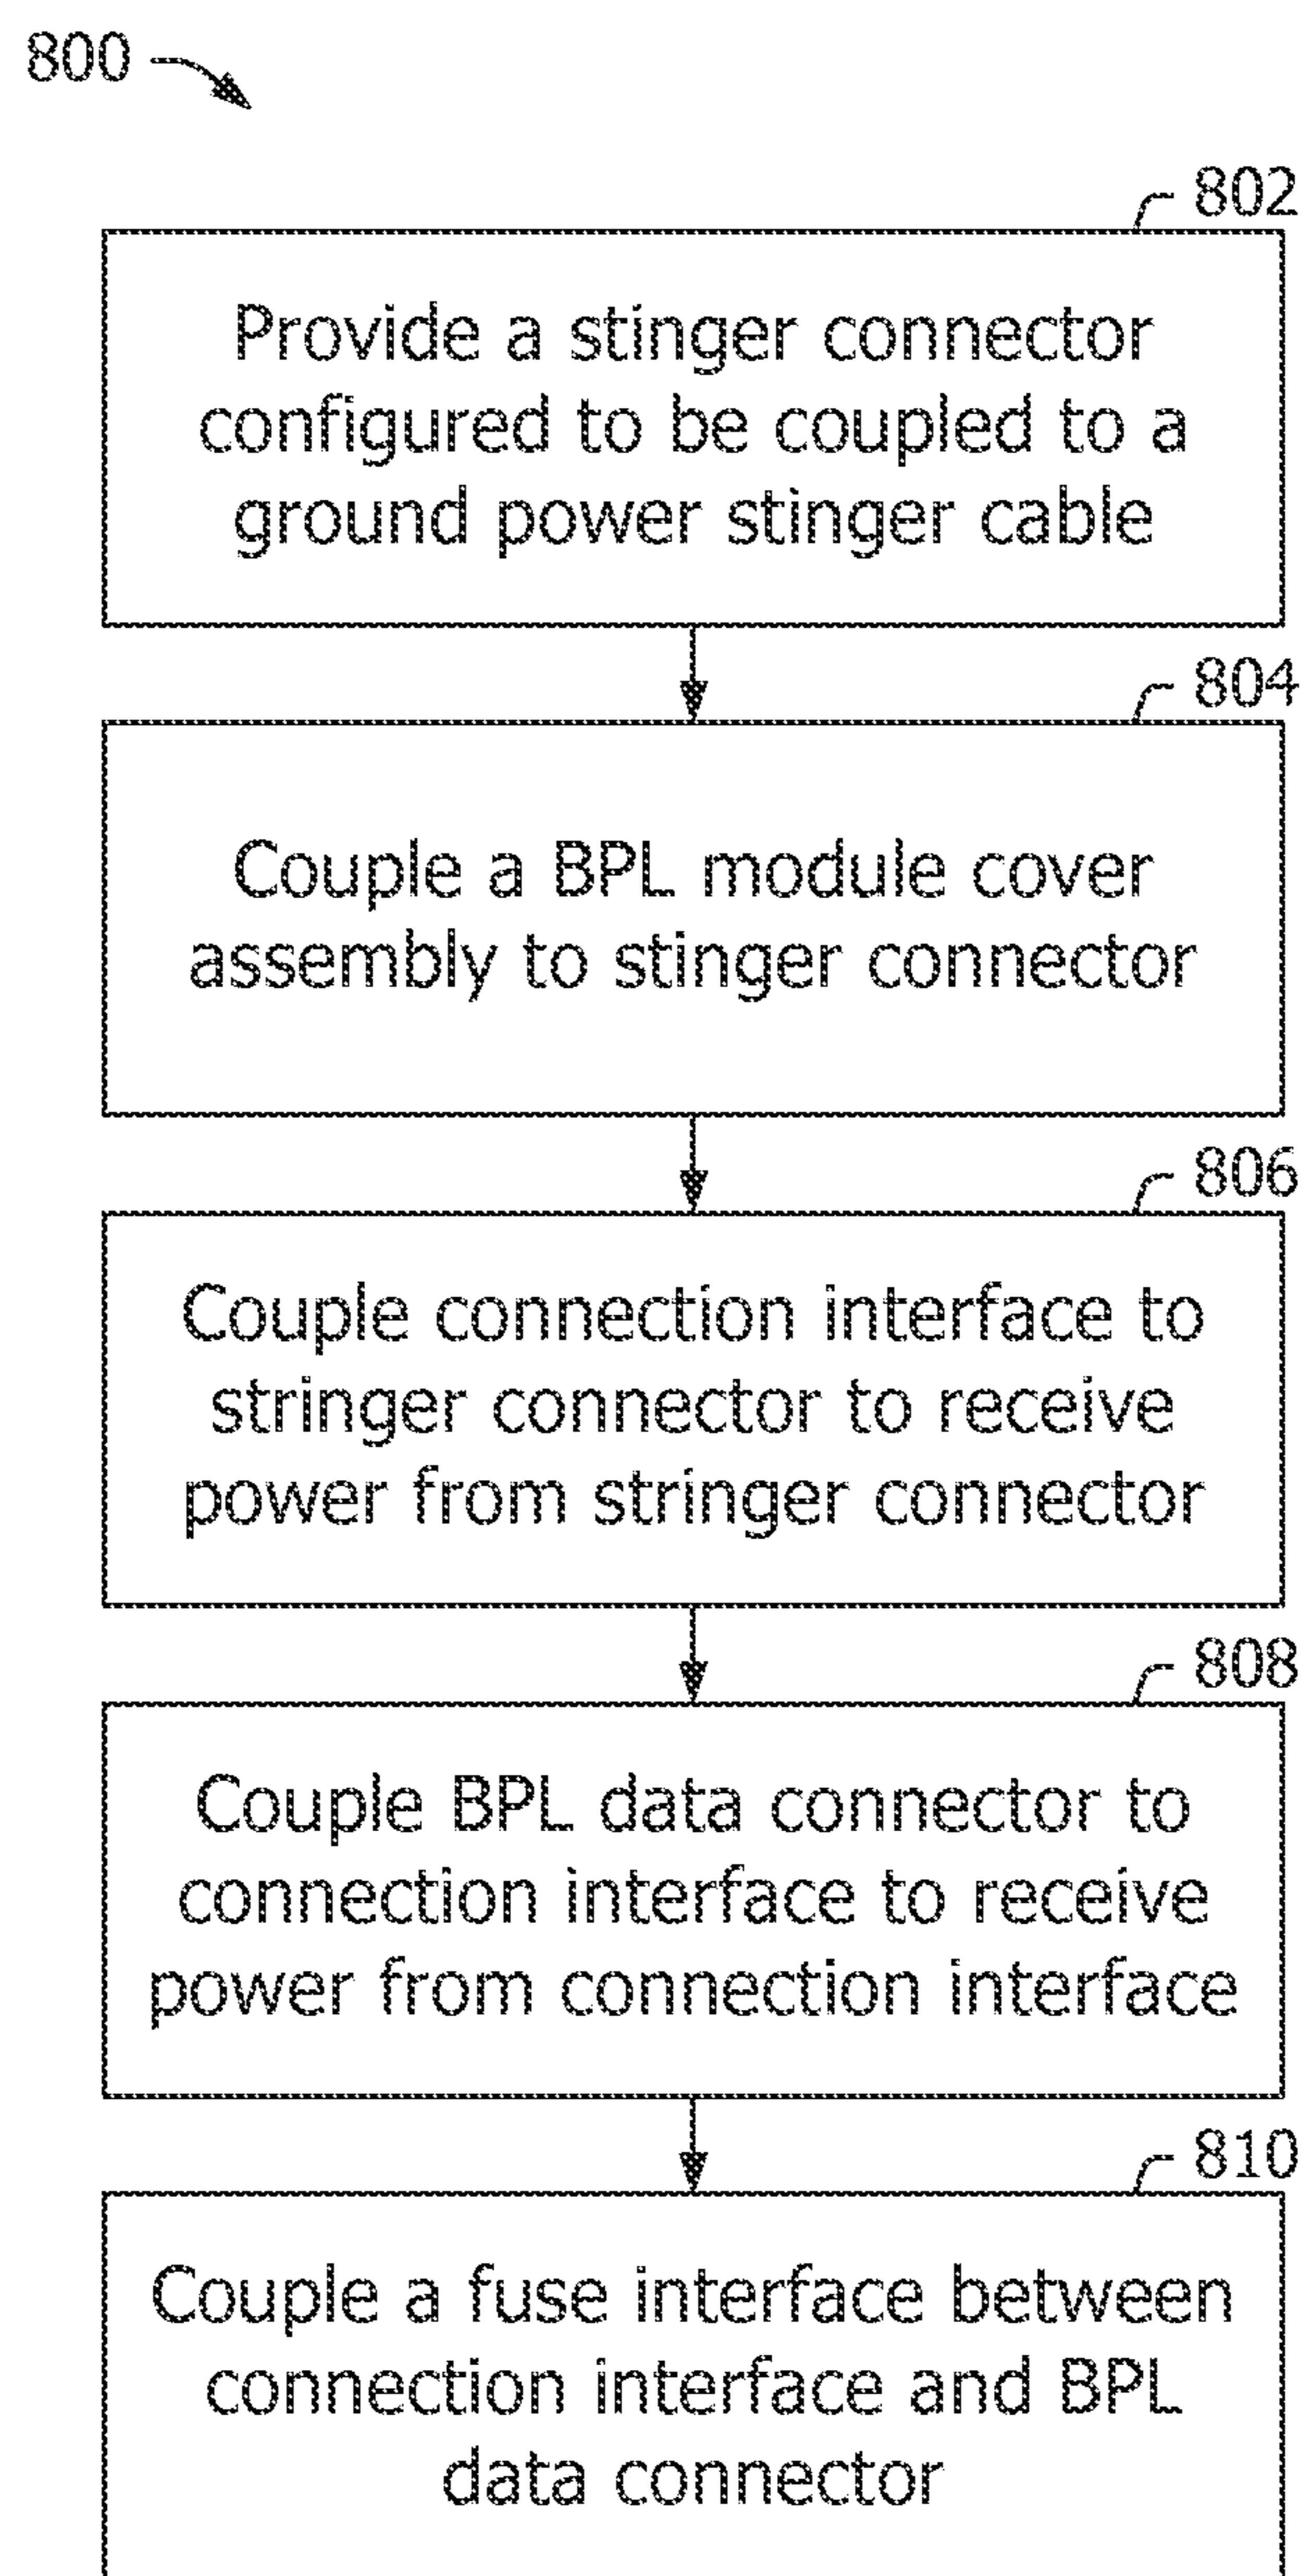 800
802
Provide a stinger connector
configured to be coupled to a
ground power stinger cable
804
Couple a BPL module cover
assembly to stinger connector
806
Couple connection interface to
stringer connector to receive
power from stringer connector
808
Couple BPL data connector to
connection interface to receive
power from connection interface
810
Couple a fuse interface between
connection interface and BPL
data connector